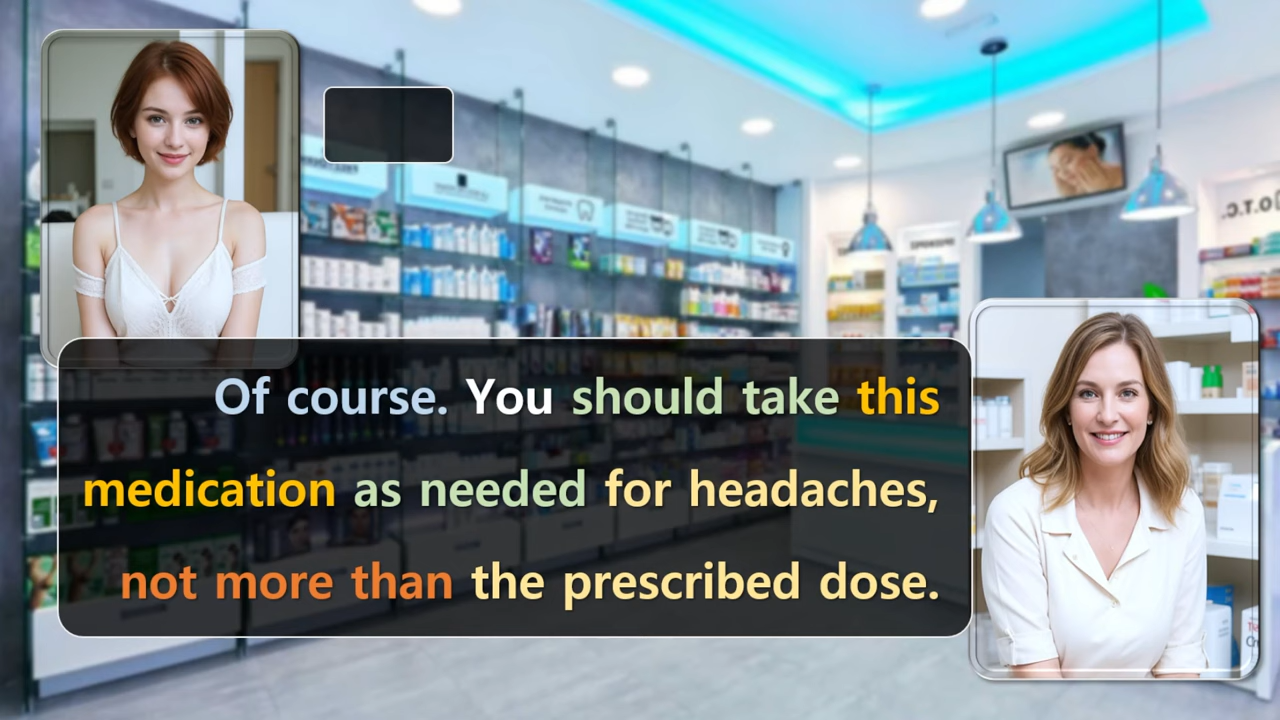 Of course. You should take this
medication as needed for headaches,
not more than the prescribed dose.
O.T.C.